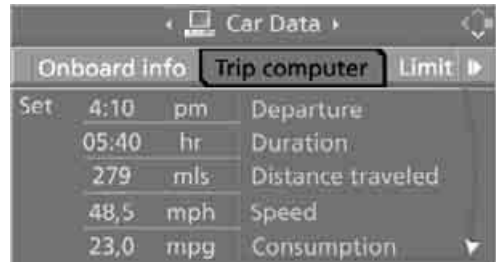 Car Data
Onboard info Trip computer Limit
Set 4:10 pm Departure
05:40 hr Duration
279 mls Distance traveled
48,5 mph Speed
23,0 mpg Consumption